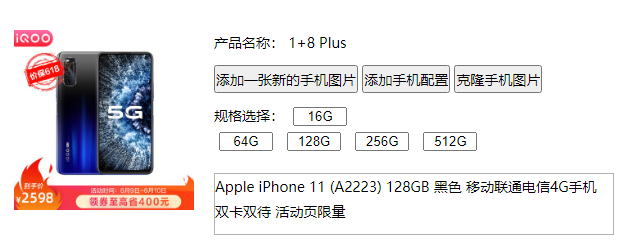 iQOO
价保618
5G
到手价
¥2598
活动时间:6月9日-6月10日
领券至高省400元
产品名称: 1+8 Plus
添加一张新的手机图片 添加手机配置 克隆手机图片
规格选择: 16G
64G 128G 256G 512G
Apple iPhone 11 (A2223) 128GB 黑色 移动联通电信4G手机
双卡双待 活动页限量